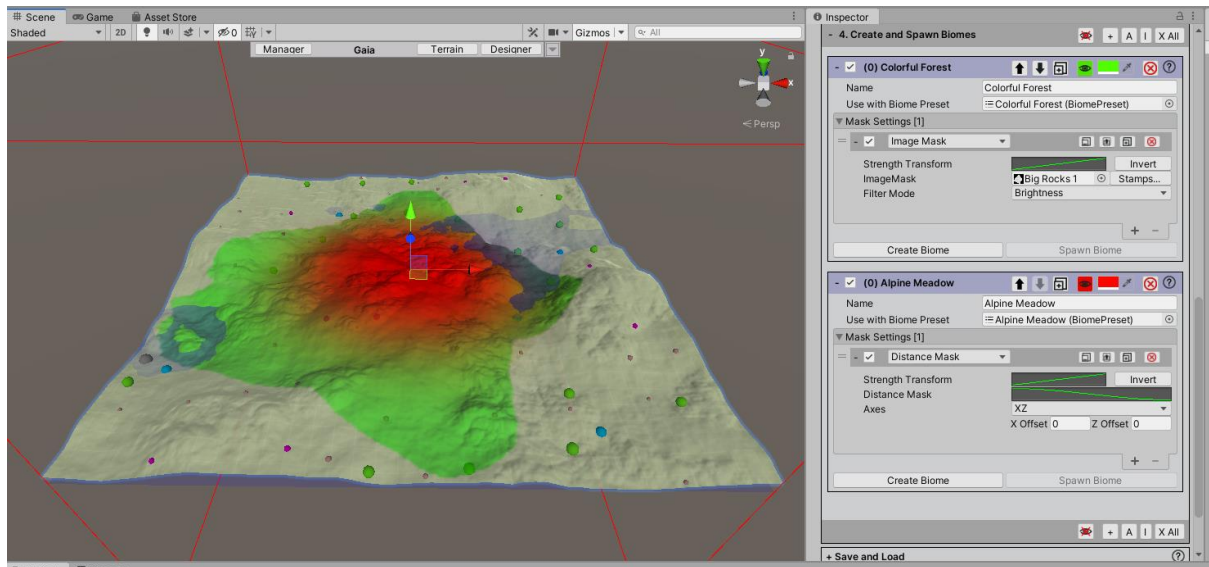 Scene Game Asset Store
Shaded 2D 0 Gizmos All
Manager Gaia Terrain Designer
y
x
Persp
Inspector
- 4. Create and Spawn Biomes + A I X All
- (0) Colorful Forest
Name Colorful Forest
Use with Biome Preset Colorful Forest (BiomePreset)
Mask Settings [1]
- Image Mask
Strength Transform Invert
ImageMask Big Rocks 1 Stamps...
Filter Mode Brightness
+ -
Create Biome Spawn Biome
- (0) Alpine Meadow
Name Alpine Meadow
Use with Biome Preset Alpine Meadow (BiomePreset)
Mask Settings [1]
- Distance Mask
Strength Transform Invert
Distance Mask
Axes XZ
X Offset 0 Z Offset 0
+ -
Create Biome Spawn Biome
+ A I X All
+ Save and Load